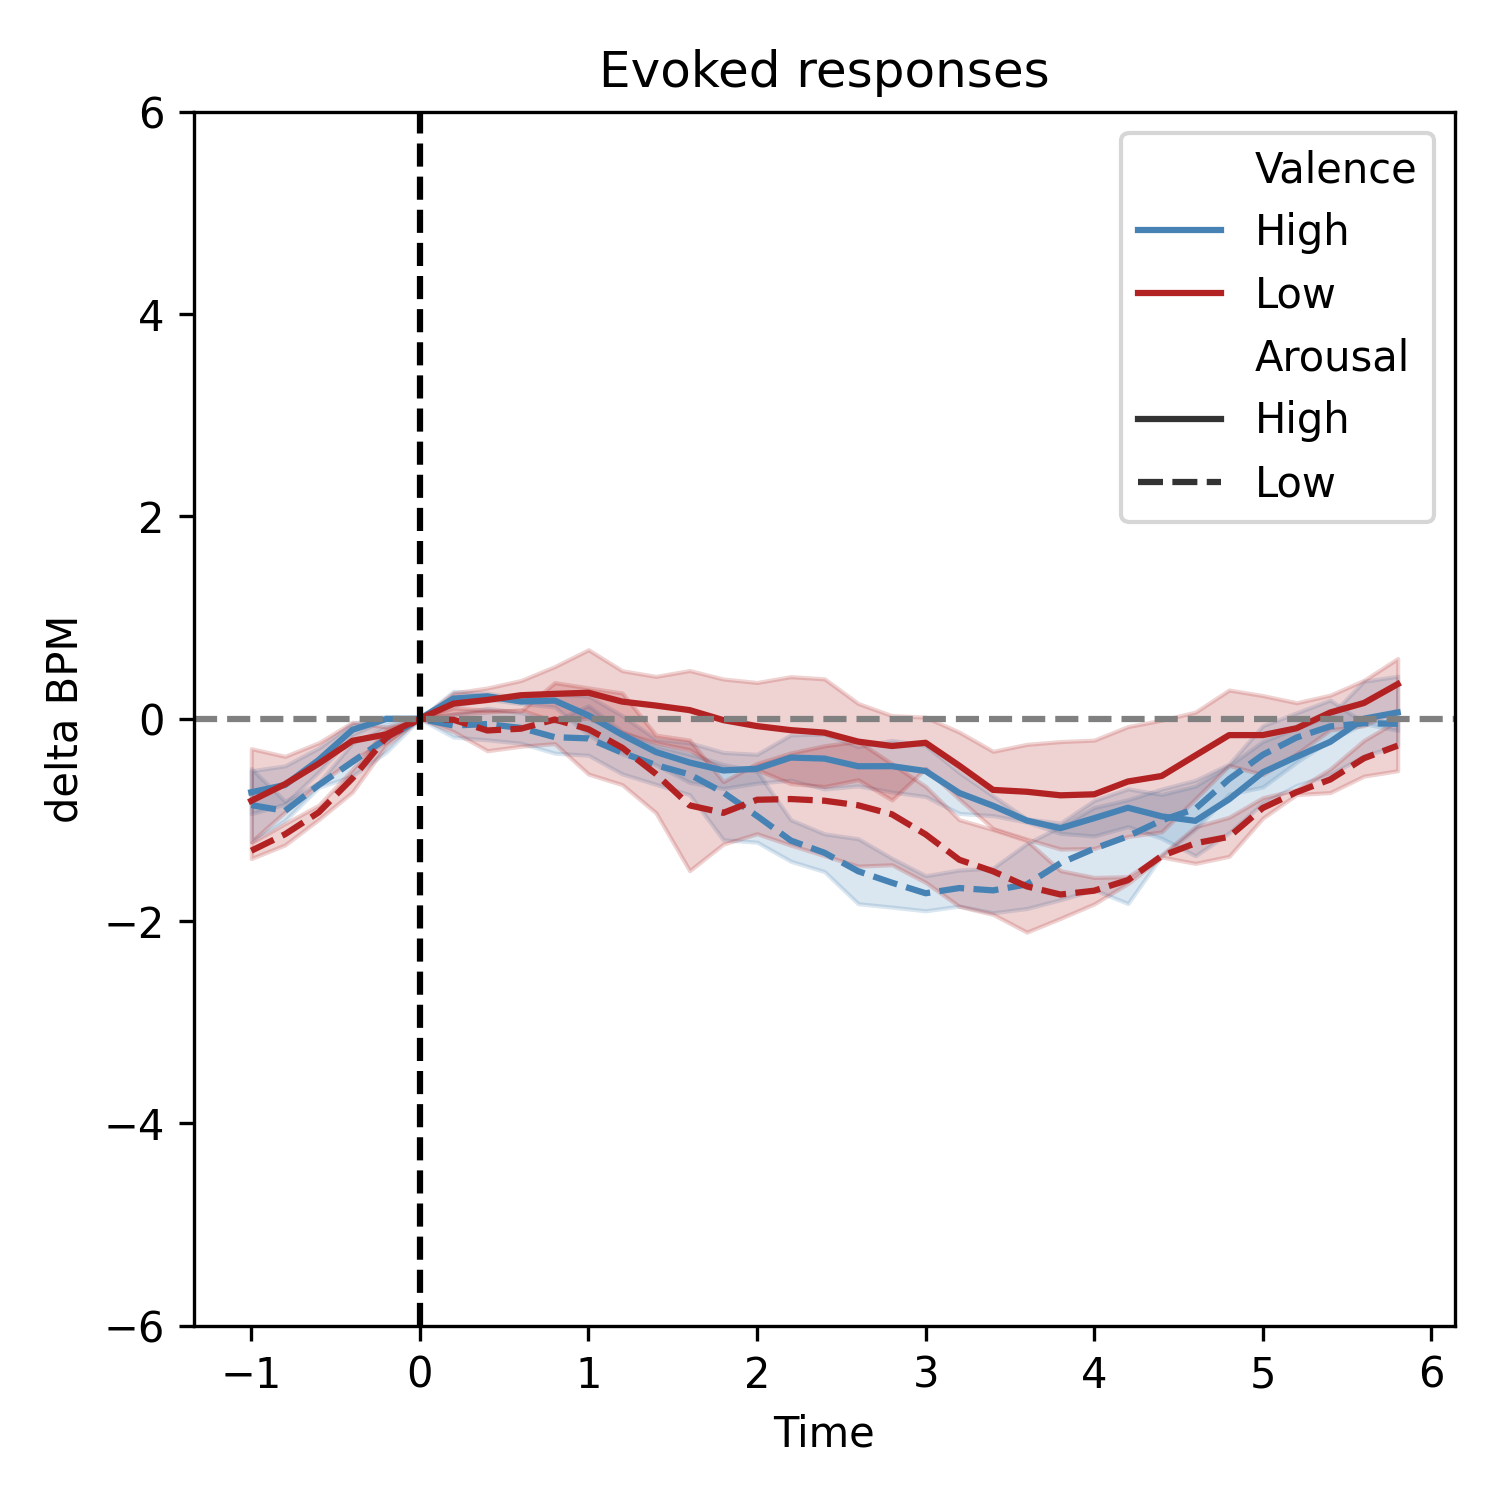 Evoked responses
6
4
2
0
−2
−4
−6
delta BPM
Valence
High
Low
Arousal
High
Low
−1 0 1 2 3 4 5 6
Time